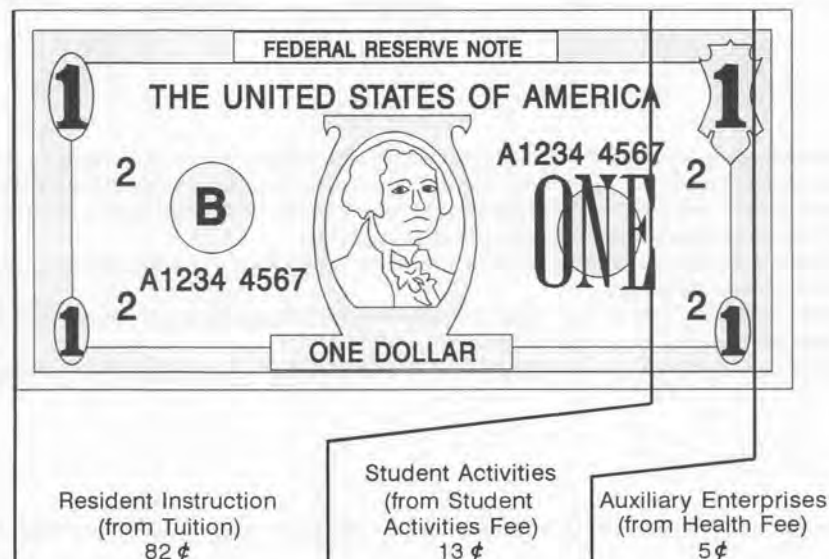 FEDERAL RESERVE NOTE
1
1
THE UNITED STATES OF AMERICA
A1234 4567
2
2
B
ONE
A1234 4567
2
2
1
1
ONE DOLLAR
Resident Instruction
(from Tuition)
82 ¢
Student Activities
(from Student
Activities Fee)
13 ¢
Auxiliary Enterprises
(from Health Fee)
5 ¢